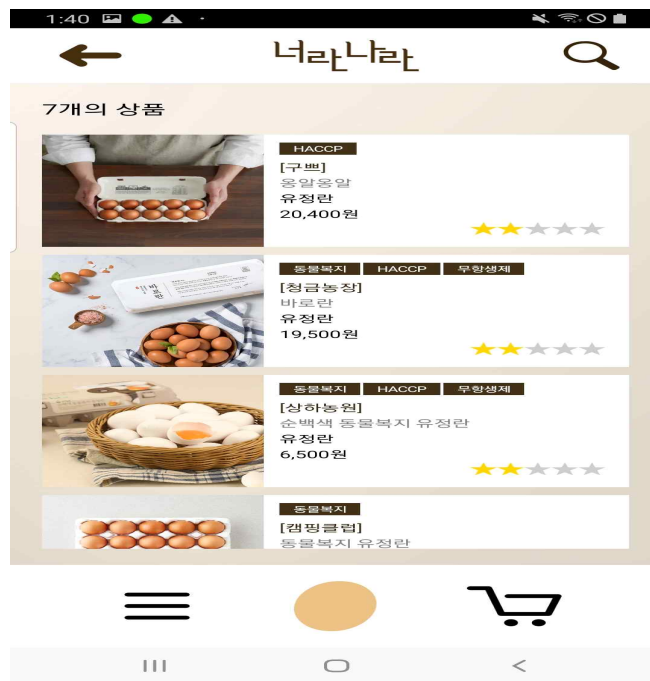 1:40
너란나란
7개의 상품
HACCP
[구쁘]
옹알옹알
유정란
20,400원
동물복지 HACCP 무항생제
[청금농장]
바로란
유정란
19,500원
동물복지 HACCP 무항생제
[상하농원]
순백색 동물복지 유정란
유정란
6,500원
동물복지
[캠핑클럽]
동물복지 유정란